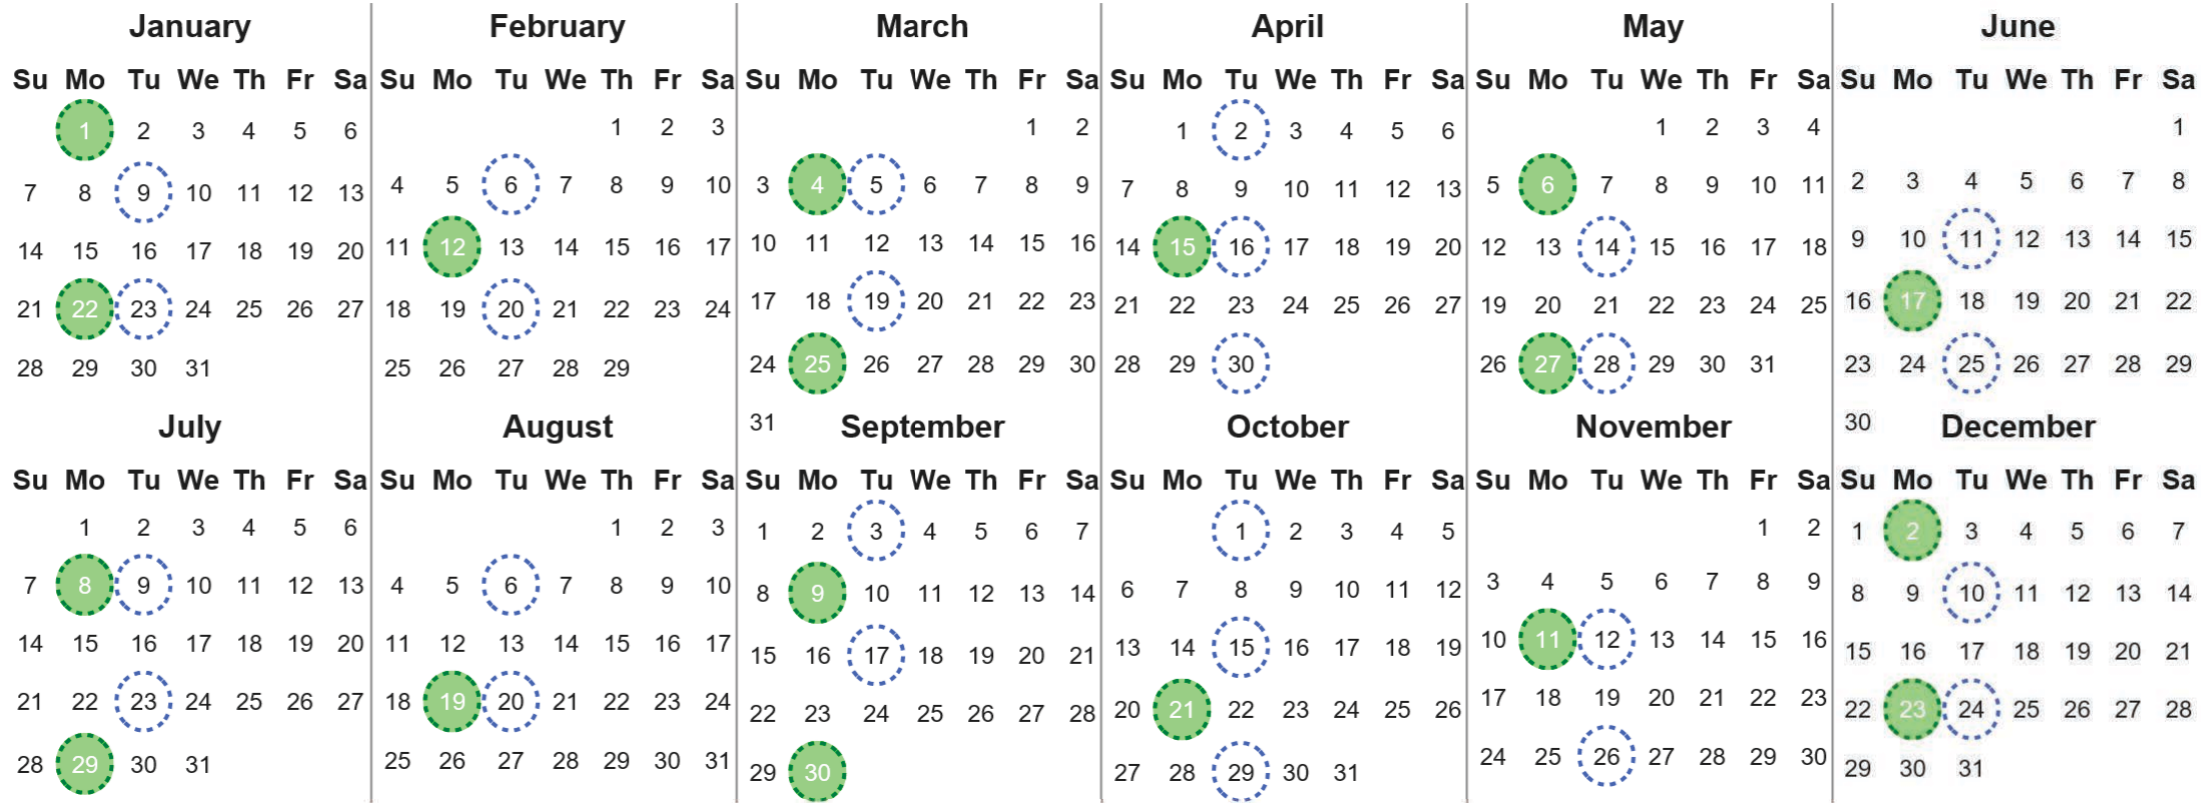 January
Su Mo Tu We Th Fr Sa
1 2 3 4 5 6
7 8 9 10 11 12 13
14 15 16 17 18 19 20
21 22 23 24 25 26 27
28 29 30 31
February
Su Mo Tu We Th Fr Sa
1 2 3
4 5 6 7 8 9 10
11 12 13 14 15 16 17
18 19 20 21 22 23 24
25 26 27 28 29
March
Su Mo Tu We Th Fr Sa
1 2
3 4 5 6 7 8 9
10 11 12 13 14 15 16
17 18 19 20 21 22 23
24 25 26 27 28 29 30
31
April
Su Mo Tu We Th Fr Sa
1 2 3 4 5 6
7 8 9 10 11 12 13
14 15 16 17 18 19 20
21 22 23 24 25 26 27
28 29 30
May
Su Mo Tu We Th Fr Sa
1 2 3 4
5 6 7 8 9 10 11
12 13 14 15 16 17 18
19 20 21 22 23 24 25
26 27 28 29 30 31
June
Su Mo Tu We Th Fr Sa
1
2 3 4 5 6 7 8
9 10 11 12 13 14 15
16 17 18 19 20 21 22
23 24 25 26 27 28 29
30
July
Su Mo Tu We Th Fr Sa
1 2 3 4 5 6
7 8 9 10 11 12 13
14 15 16 17 18 19 20
21 22 23 24 25 26 27
28 29 30 31
August
Su Mo Tu We Th Fr Sa
1 2 3
4 5 6 7 8 9 10
11 12 13 14 15 16 17
18 19 20 21 22 23 24
25 26 27 28 29 30 31
September
Su Mo Tu We Th Fr Sa
1 2 3 4 5 6 7
8 9 10 11 12 13 14
15 16 17 18 19 20 21
22 23 24 25 26 27 28
29 30
October
Su Mo Tu We Th Fr Sa
1 2 3 4 5
6 7 8 9 10 11 12
13 14 15 16 17 18 19
20 21 22 23 24 25 26
27 28 29 30 31
November
Su Mo Tu We Th Fr Sa
1 2
3 4 5 6 7 8 9
10 11 12 13 14 15 16
17 18 19 20 21 22 23
24 25 26 27 28 29 30
December
Su Mo Tu We Th Fr Sa
1 2 3 4 5 6 7
8 9 10 11 12 13 14
15 16 17 18 19 20 21
22 23 24 25 26 27 28
29 30 31